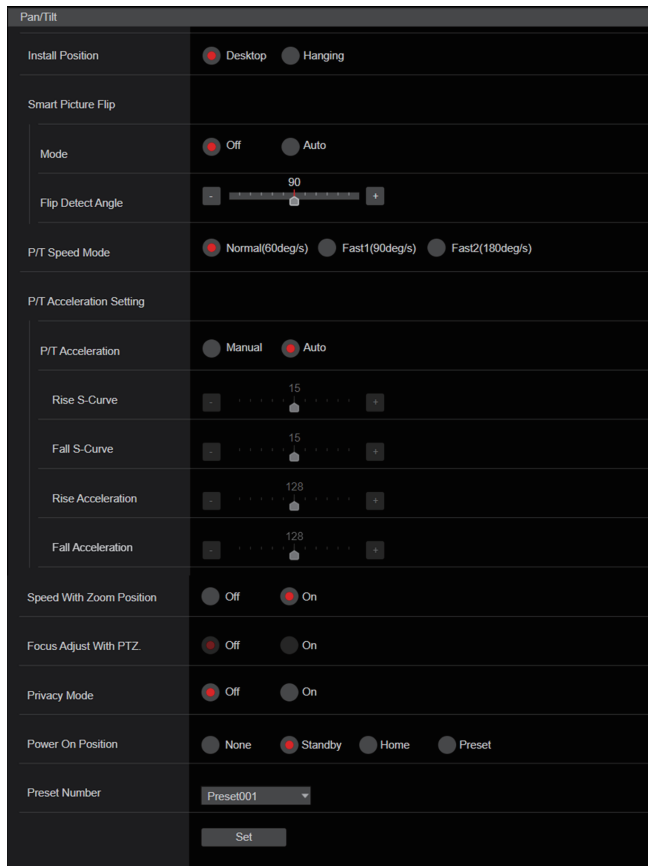 Pan/Tilt
Install Position Desktop Hanging
Smart Picture Flip
Mode Off Auto
90
Flip Detect Angle - +
P/T Speed Mode Normal(60deg/s) Fast1(90deg/s) Fast2(180deg/s)
P/T Acceleration Setting
P/T Acceleration Manual Auto
15
Rise S-Curve - +
15
Fall S-Curve - +
128
Rise Acceleration - +
128
Fall Acceleration - +
Speed With Zoom Position Off On
Focus Adjust With PTZ. Off On
Privacy Mode Off On
Power On Position None Standby Home Preset
Preset Number Preset001
Set